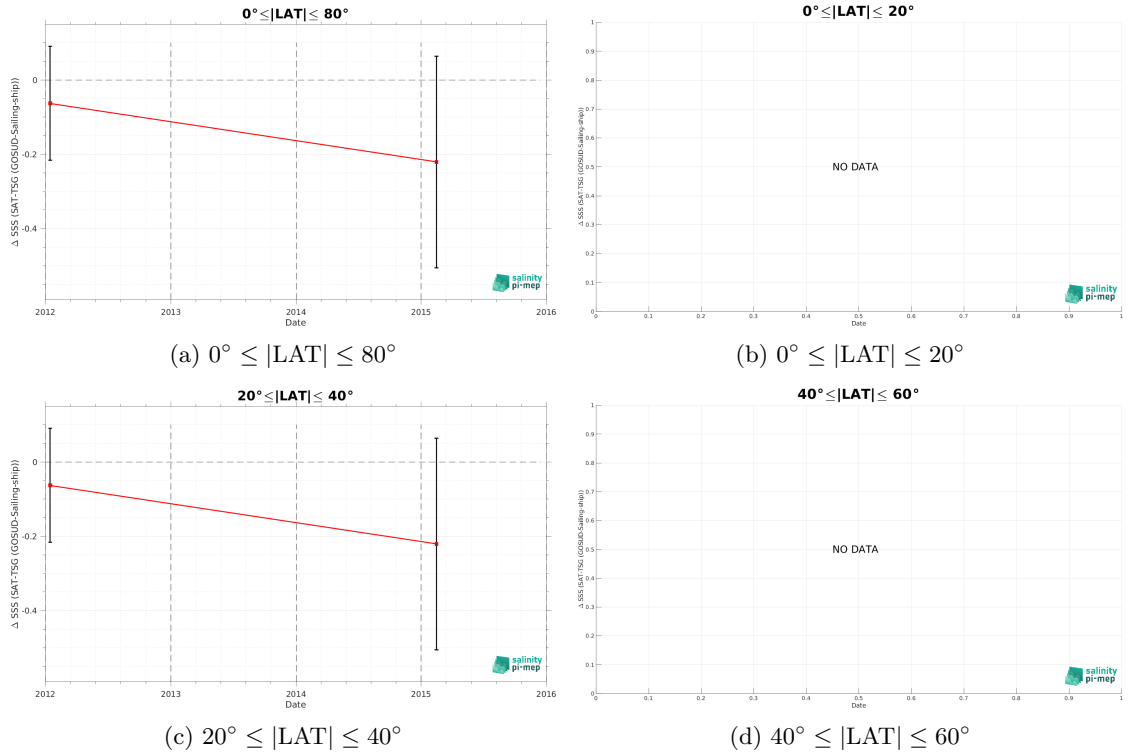 0°≤|LAT|≤ 80°
0
-0.2
-0.4
Δ SSS (SAT-TSG (GOSUD-Sailing-ship))
2012 2013 2014 2015 2016
Date
salinity
pi-mep
(a) 0° ≤ |LAT| ≤ 80°
0°≤|LAT|≤ 20°
1
0.9
0.8
0.7
0.6
0.5
0.4
0.3
0.2
0.1
0
Δ SSS (SAT-TSG (GOSUD-Sailing-ship))
NO DATA
0 0.1 0.2 0.3 0.4 0.5 0.6 0.7 0.8 0.9 1
Date
salinity
pi-mep
(b) 0° ≤ |LAT| ≤ 20°
20°≤|LAT|≤ 40°
0
-0.2
-0.4
Δ SSS (SAT-TSG (GOSUD-Sailing-ship))
2012 2013 2014 2015 2016
Date
salinity
pi-mep
(c) 20° ≤ |LAT| ≤ 40°
40°≤|LAT|≤ 60°
1
0.9
0.8
0.7
0.6
0.5
0.4
0.3
0.2
0.1
0
Δ SSS (SAT-TSG (GOSUD-Sailing-ship))
NO DATA
0 0.1 0.2 0.3 0.4 0.5 0.6 0.7 0.8 0.9 1
Date
salinity
pi-mep
(d) 40° ≤ |LAT| ≤ 60°